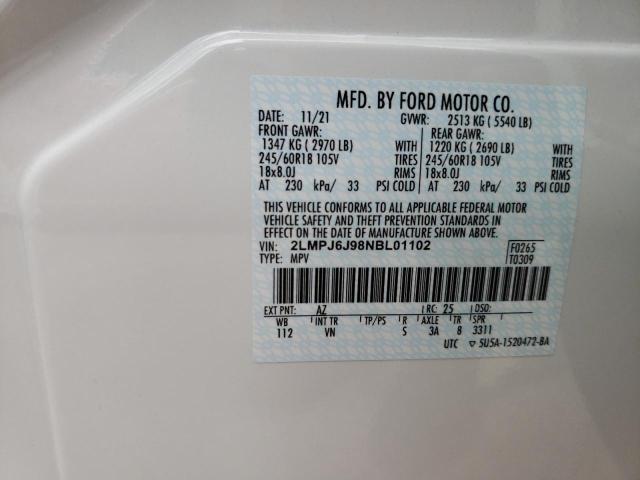 MFD. BY FORD MOTOR CO.
DATE: 11/21 GVWR: 2513 KG ( 5540 LB)
FRONT GAWR: REAR GAWR:
1347 KG ( 2970 LB) WITH 1220 KG ( 2690 LB) WITH
245/60R18 105V TIRES 245/60R18 105V TIRES
18x8.0J RIMS 18x8.0J RIMS
AT 230 kPa/ 33 PSI COLD AT 230 kPa/ 33 PSI COLD
THIS VEHICLE CONFORMS TO ALL APPLICABLE FEDERAL MOTOR
VEHICLE SAFETY AND THEFT PREVENTION STANDARDS IN
EFFECT ON THE DATE OF MANUFACTURE SHOWN ABOVE.
VIN: 2LMPJ6J98NBL01102 F0265
TYPE: MPV T0309
EXT PNT: AZ RC: 25 DSO:
WB INT TR TP/PS R AXLE TR SPR
112 VN S 3A 8 3311
UTC ▽ 5U5A-1520472-BA